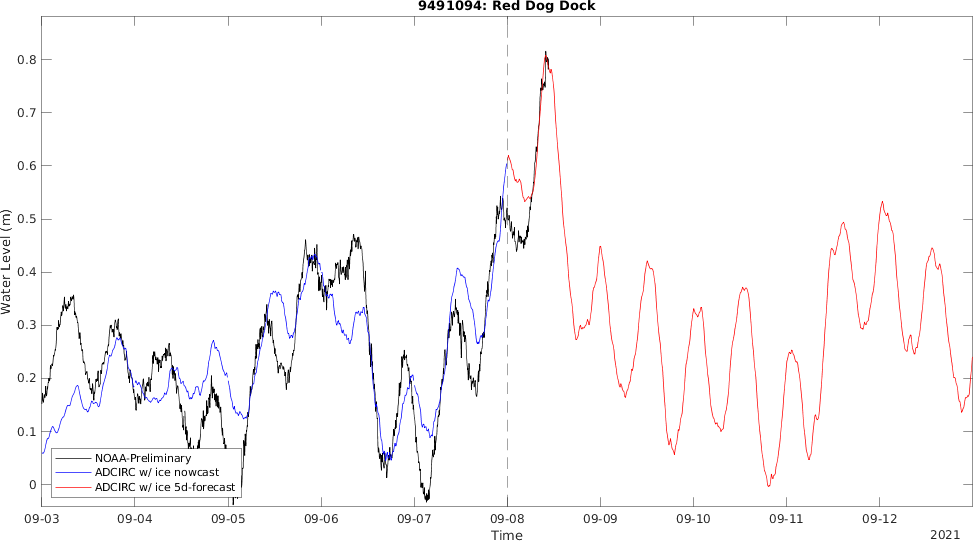 9491094: Red Dog Dock
Water Level (m)
0.8
0.7
0.6
0.5
0.4
0.3
0.2
0.1
0
NOAA-Preliminary
ADCIRC w/ ice nowcast
ADCIRC w/ ice 5d-forecast
09-03 09-04 09-05 09-06 09-07 09-08 09-09 09-10 09-11 09-12
Time
2021